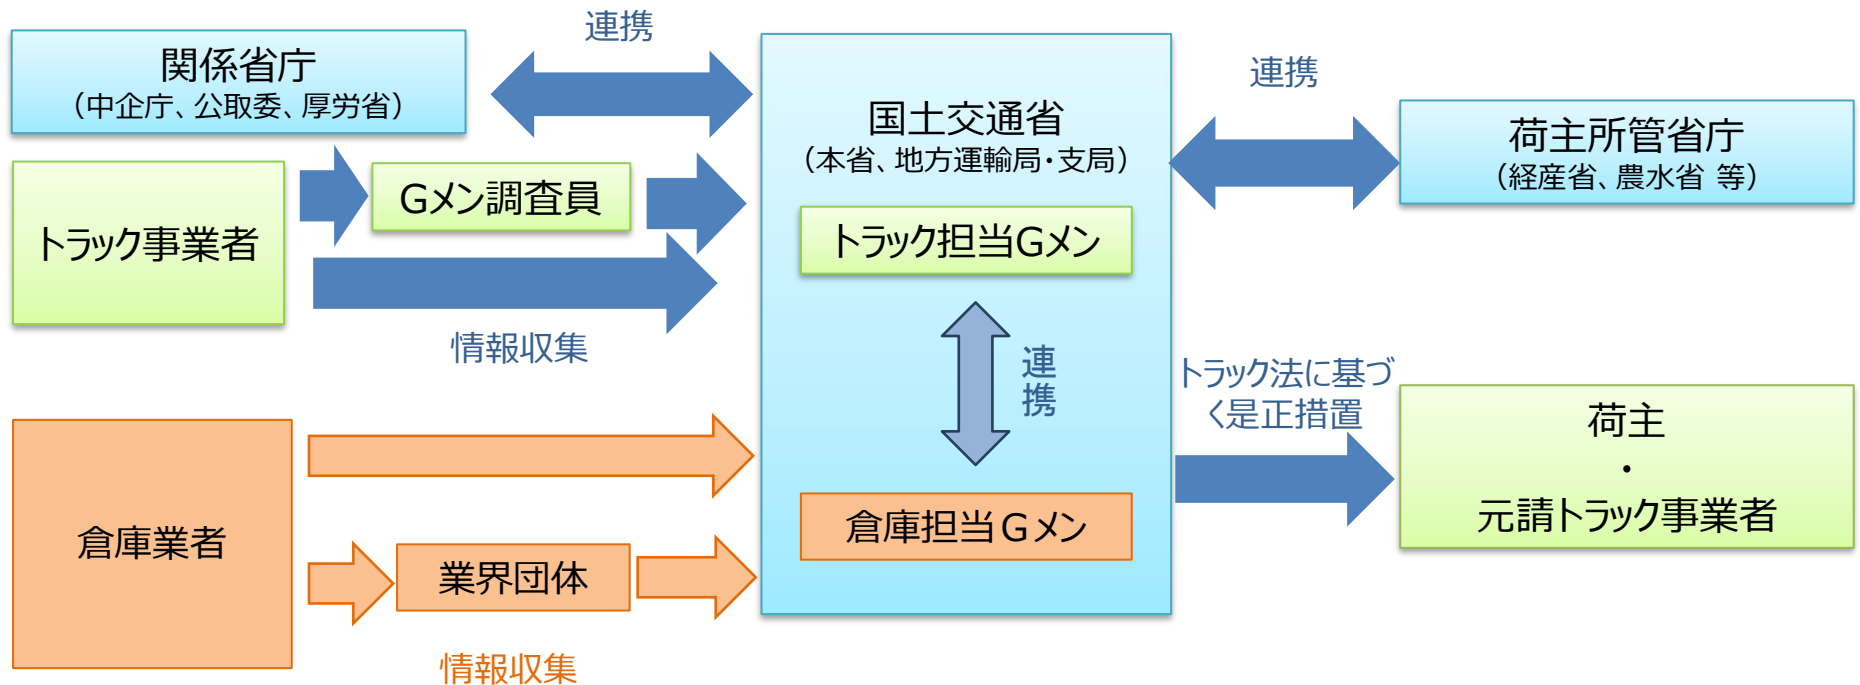 連携
関係省庁
（中企庁、公取委、厚労省）
連携
国土交通省
（本省、地方運輸局・支局）
荷主所管省庁
（経産省、農水省 等）
トラック事業者
Gメン調査員
トラック担当Gメン
情報収集
連携
トラック法に基づ
く是正措置
荷主
・
元請トラック事業者
倉庫業者
倉庫担当Ｇメン
業界団体
情報収集